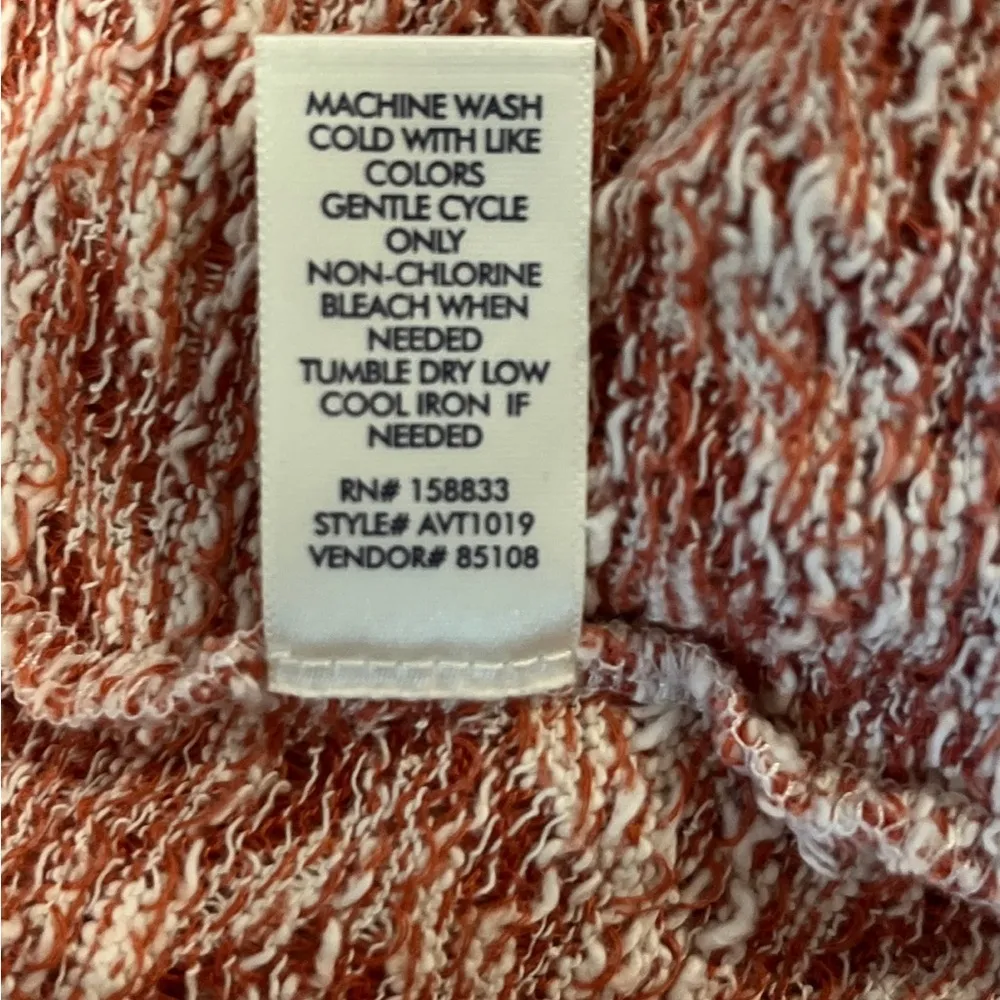 MACHINE WASH
COLD WITH LIKE
COLORS
GENTLE CYCLE
ONLY
NON-CHLORINE
BLEACH WHEN
NEEDED
TUMBLE DRY LOW
COOL IRON IF
NEEDED
RN# 158833
STYLE# AVT1019
VENDOR# 85108